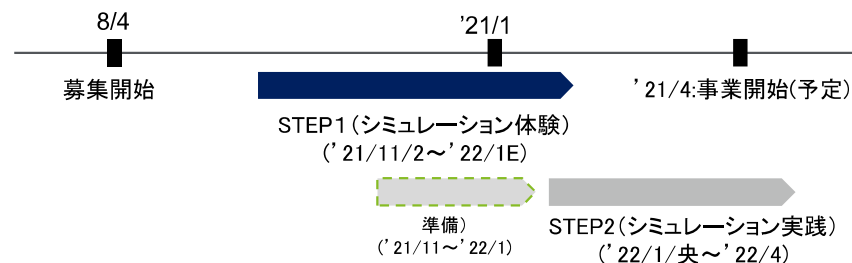 8/4
'21/1
募集開始
'21/4:事業開始(予定)
STEP1(シミュレーション体験)
('21/11/2～'22/1E)
準備)
('21/11～'22/1)
STEP2(シミュレーション実践)
('22/1/央～'22/4)